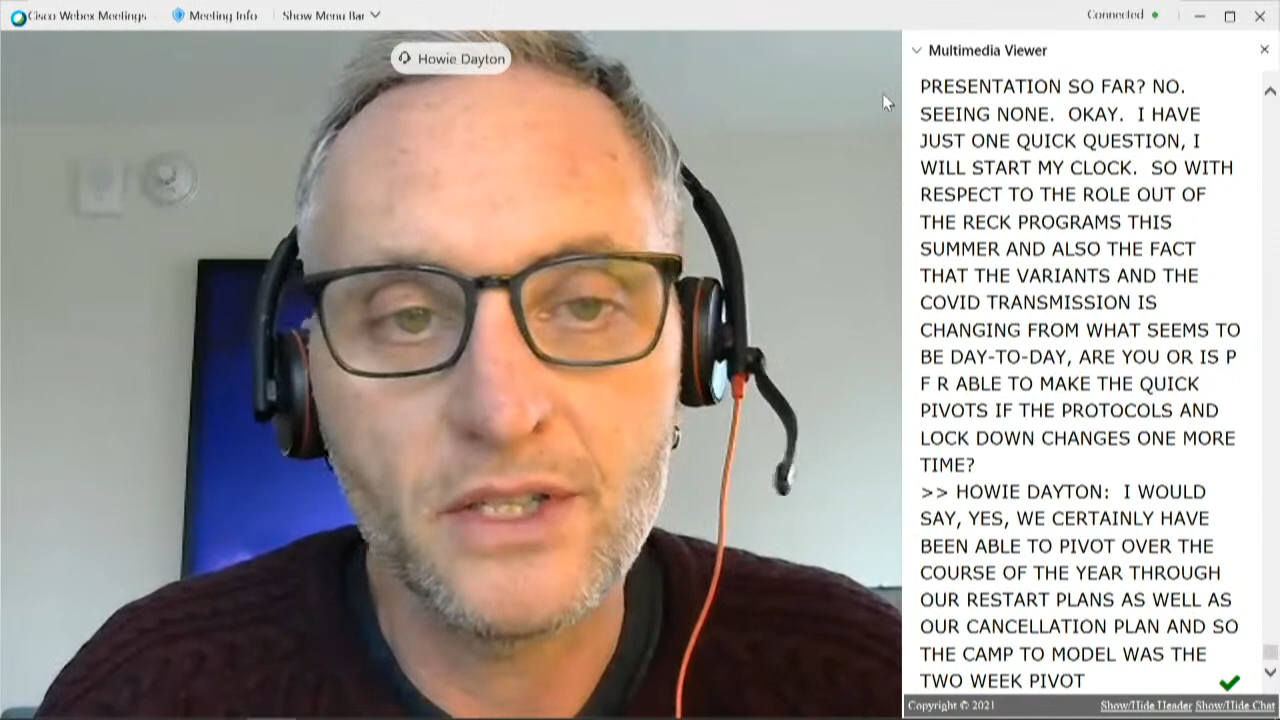 Cisco Webex Meetings Meeting Info Show Menu Bar Connected
Howie Dayton
Multimedia Viewer
PRESENTATION SO FAR? NO.
SEEING NONE. OKAY. I HAVE
JUST ONE QUICK QUESTION, I
WILL START MY CLOCK. SO WITH
RESPECT TO THE ROLE OUT OF
THE RECK PROGRAMS THIS
SUMMER AND ALSO THE FACT
THAT THE VARIANTS AND THE
COVID TRANSMISSION IS
CHANGING FROM WHAT SEEMS TO
BE DAY-TO-DAY, ARE YOU OR IS P
F R ABLE TO MAKE THE QUICK
PIVOTS IF THE PROTOCOLS AND
LOCK DOWN CHANGES ONE MORE
TIME?
>> HOWIE DAYTON: I WOULD
SAY, YES, WE CERTAINLY HAVE
BEEN ABLE TO PIVOT OVER THE
COURSE OF THE YEAR THROUGH
OUR RESTART PLANS AS WELL AS
OUR CANCELLATION PLAN AND SO
THE CAMP TO MODEL WAS THE
TWO WEEK PIVOT
Copyright © 2021 Show/Hide Header Show/Hide Chat